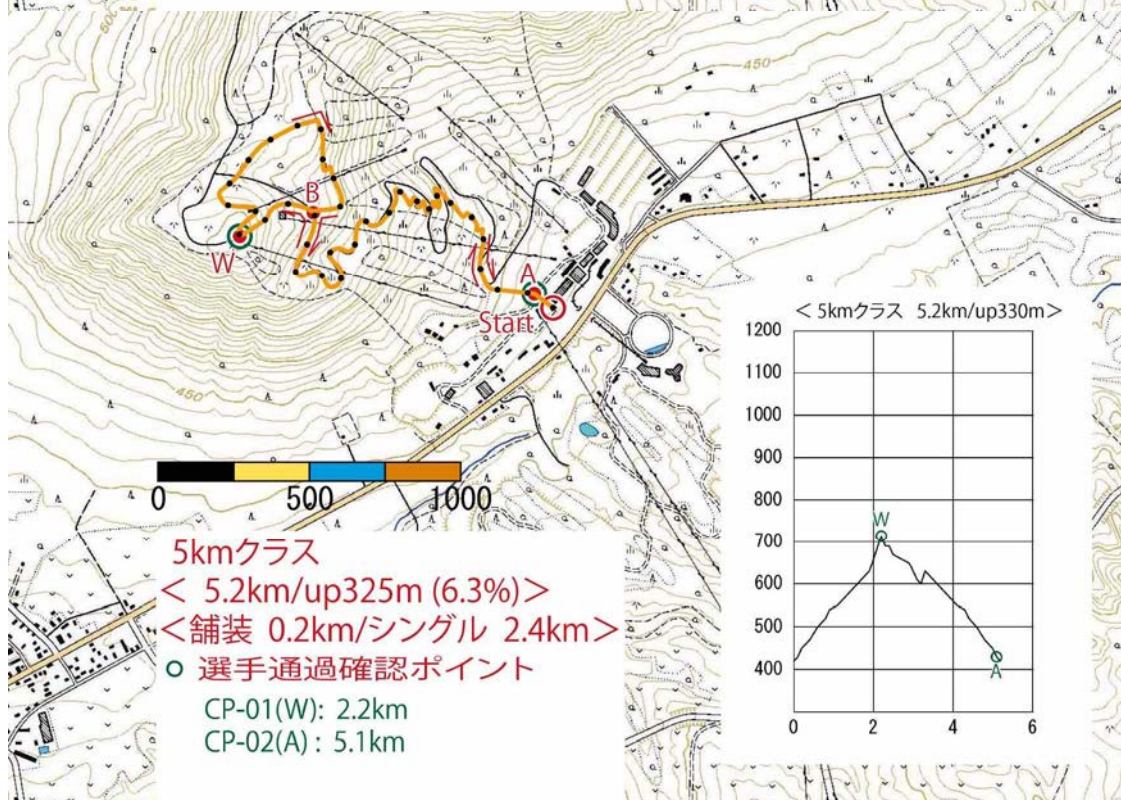 500
450
B
W
A
Start
450
0 500 1000
5kmクラス
< 5.2km/up325m (6.3%)>
<舗装 0.2km/シングル 2.4km>
選手通過確認ポイント
CP-01(W): 2.2km
CP-02(A) : 5.1km
< 5kmクラス 5.2km/up330m>
1200
1100
1000
900
800
700
600
500
400
W
A
0 2 4 6